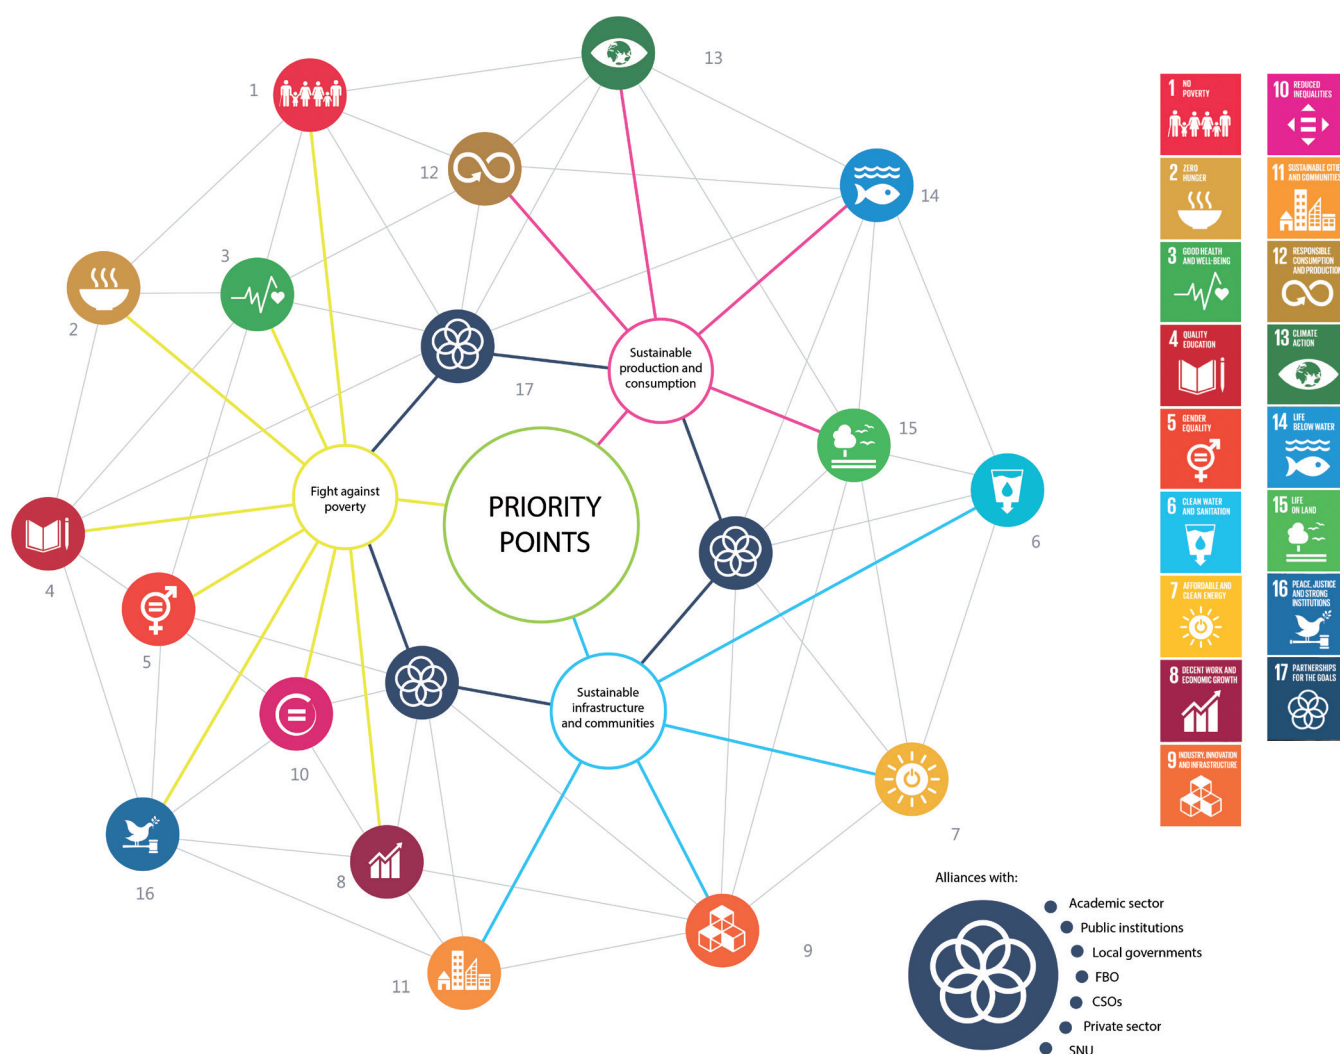 13
1
12
14
3
2
17
Sustainable
production and
consumption
15
Fight against
poverty
PRIORITY
POINTS
6
4
5
Sustainable
infrastructure
and communities
10
7
16
8
9
11
1 NO
POVERTY
2 ZERO
HUNGER
3 GOOD HEALTH
AND WELL-BEING
4 QUALITY
EDUCATION
5 GENDER
EQUALITY
6 CLEAN WATER
AND SANITATION
7 AFFORDABLE AND
CLEAN ENERGY
8 DECENT WORK AND
ECONOMIC GROWTH
9 INDUSTRY, INNOVATION
AND INFRASTRUCTURE
10 REDUCED
INEQUALITIES
11 SUSTAINABLE CITIE
AND COMMUNITIES
12 RESPONSIBLE
CONSUMPTION
AND PRODUCTION
13 CLIMATE
ACTION
14 LIFE
BELOW WATER
15 LIFE
ON LAND
16 PEACE, JUSTICE
AND STRONG
INSTITUTIONS
17 PARTNERSHIPS
FOR THE GOALS
Alliances with:
Academic sector
Public institutions
Local governments
FBO
CSOs
Private sector
SNU